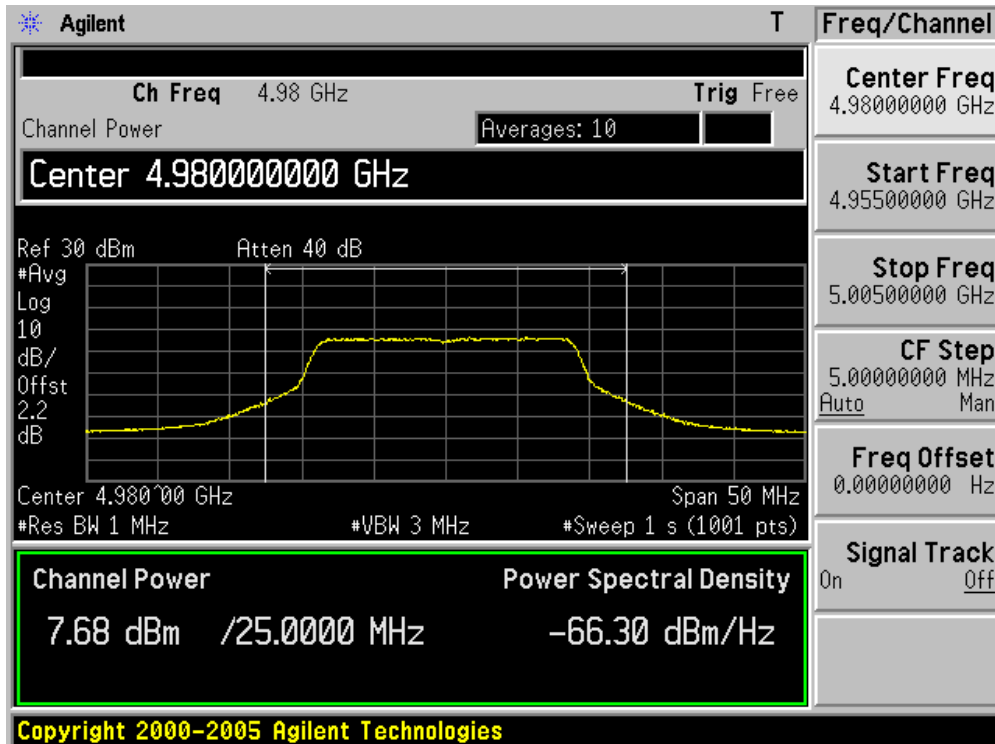 Agilent T Freq/Channel
Ch Freq 4.98 GHz Trig Free
Channel Power Averages: 10
Center 4.980000000 GHz
Ref 30 dBm Atten 40 dB
#Avg
Log
10
dB/
Offst
2.2
dB
Center 4.980^00 GHz Span 50 MHz
#Res BW 1 MHz #VBW 3 MHz #Sweep 1 s (1001 pts)
Channel Power Power Spectral Density
7.68 dBm /25.0000 MHz -66.30 dBm/Hz
Center Freq
4.98000000 GHz
Start Freq
4.95500000 GHz
Stop Freq
5.00500000 GHz
CF Step
5.00000000 MHz
Auto Man
Freq Offset
0.00000000 Hz
Signal Track
On Off
Copyright 2000-2005 Agilent Technologies